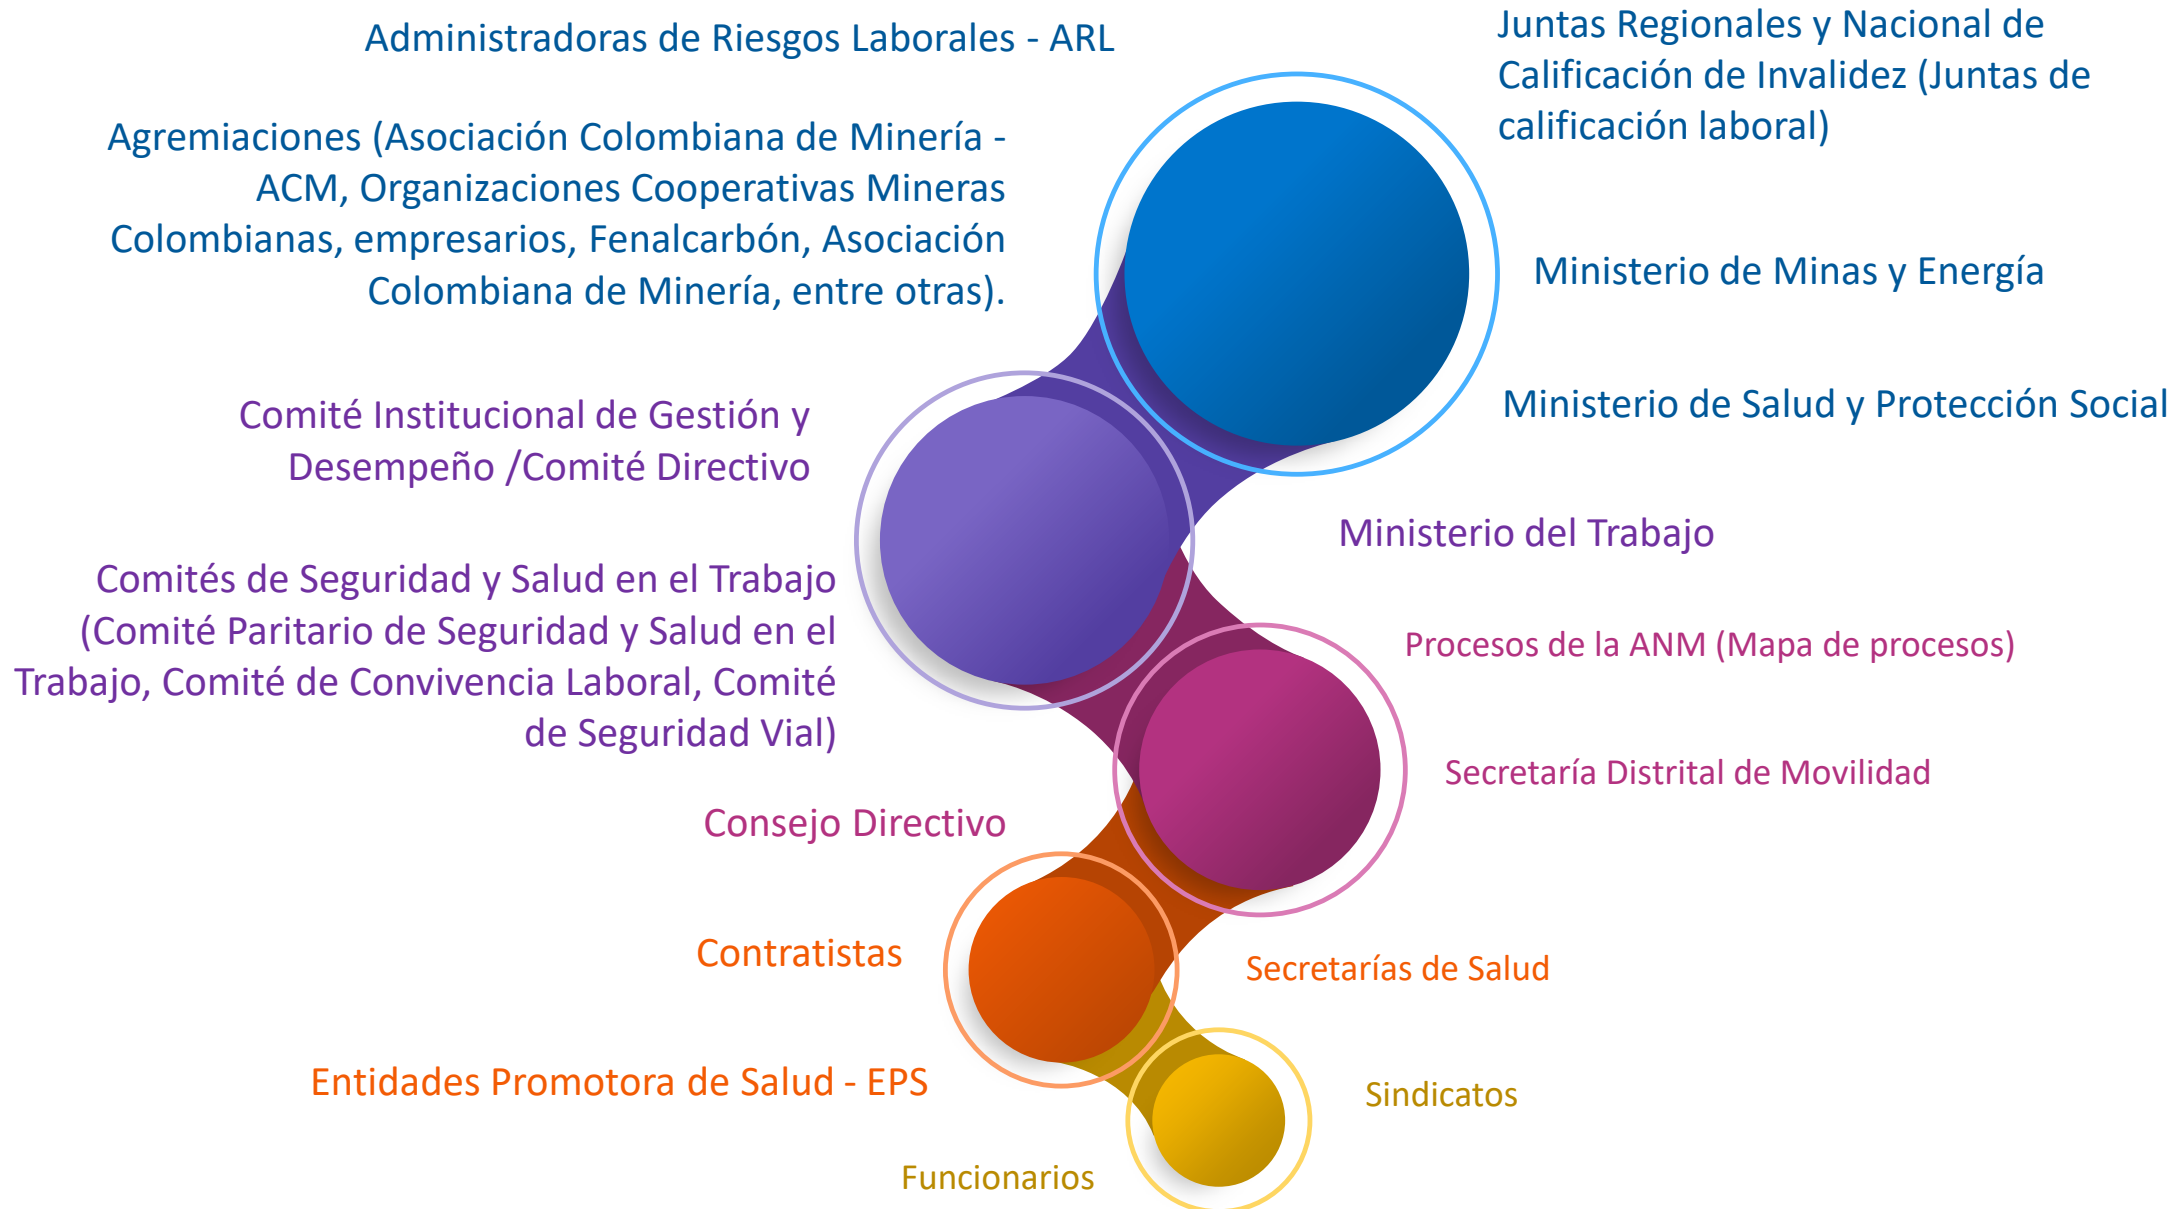 Administradoras de Riesgos Laborales - ARL
Agremiaciones (Asociación Colombiana de Minería -
ACM, Organizaciones Cooperativas Mineras
Colombianas, empresarios, Fenalcarbón, Asociación
Colombiana de Minería, entre otras).
Comité Institucional de Gestión y
Desempeño /Comité Directivo
Comités de Seguridad y Salud en el Trabajo
(Comité Paritario de Seguridad y Salud en el
Trabajo, Comité de Convivencia Laboral, Comité
de Seguridad Vial)
Consejo Directivo
Contratistas
Entidades Promotora de Salud - EPS
Funcionarios
Juntas Regionales y Nacional de
Calificación de Invalidez (Juntas de
calificación laboral)
Ministerio de Minas y Energía
Ministerio de Salud y Protección Social
Ministerio del Trabajo
Procesos de la ANM (Mapa de procesos)
Secretaría Distrital de Movilidad
Secretarías de Salud
Sindicatos